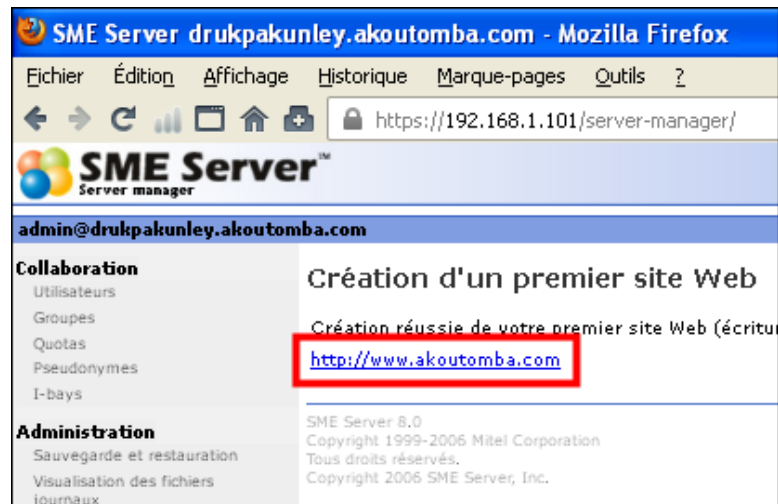 SME Server drukpakunley.akoutomba.com - Mozilla Firefox
Fichier Édition Affichage Historique Marque-pages Outils ?
https://192.168.1.101/server-manager/
SME Server™
Server manager
admin@drukpakunley.akoutomba.com
Collaboration
Utilisateurs
Groupes
Quotas
Pseudonymes
I-bays
Administration
Sauvegarde et restauration
Visualisation des fichiers
journaux
Création d'un premier site Web
Création réussie de votre premier site Web (écritu
http://www.akoutomba.com
SME Server 8.0
Copyright 1999-2006 Mitel Corporation
Tous droits réservés.
Copyright 2006 SME Server, Inc.